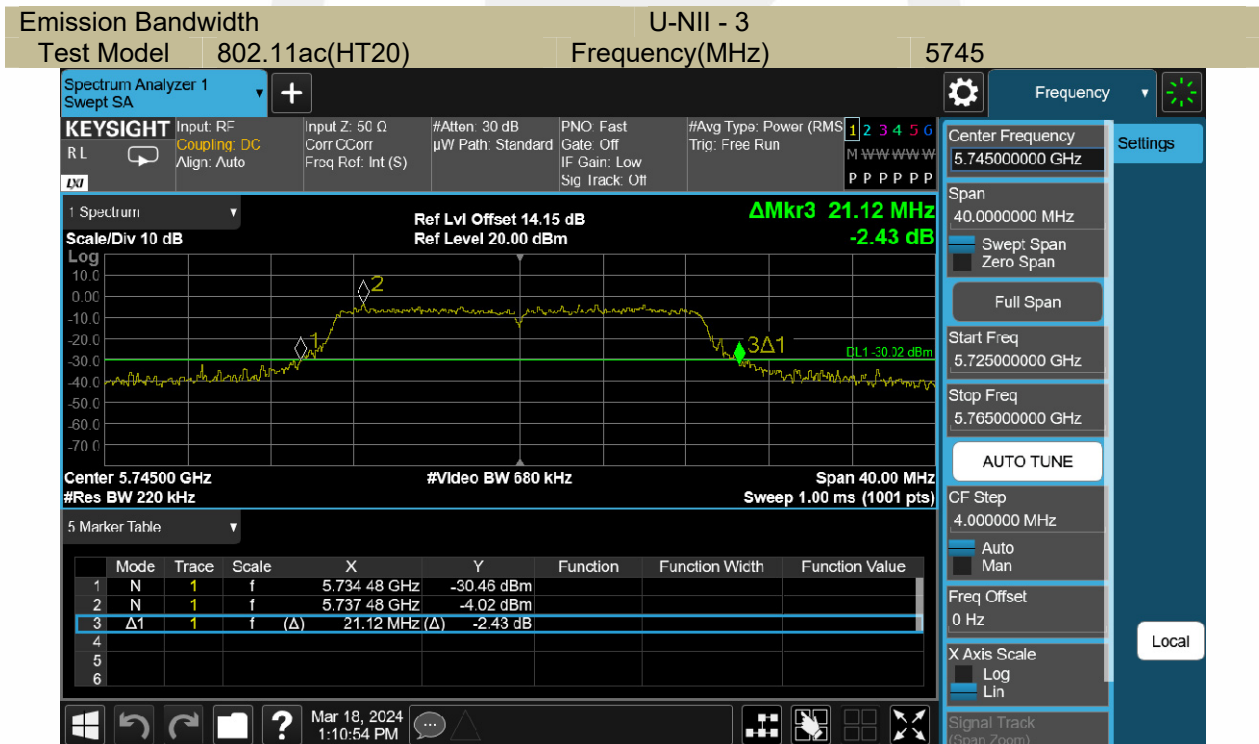 Emission Bandwidth U-NII - 3
Test Model 802.11ac(HT20) Frequency(MHz) 5745
Spectrum Analyzer 1
Swept SA
+
Frequency
KEYSIGHT
RL
LXI
Input: RF
Coupling: DC
Align: Auto
Input Z: 50 Ω
Corr CCorr
Freq Ref: Int (S)
#Atten: 30 dB
µW Path: Standard
PNO: Fast
Gate: Off
IF Gain: Low
Sig Track: Off
#Avg Type: Power (RMS
Trig: Free Run
1 2 3 4 5 6
M W W W W W
P P P P P P
1 Spectrum
Scale/Div 10 dB
Ref Lvl Offset 14.15 dB
Ref Level 20.00 dBm
ΔMkr3 21.12 MHz
-2.43 dB
Log
10.0
0.00
-10.0
-20.0
-30.0
-40.0
-50.0
-60.0
-70.0
2
1
3Δ1
DL1 -30.02 dBm
Center 5.74500 GHz
#Res BW 220 kHz
#Video BW 680 kHz
Span 40.00 MHz
Sweep 1.00 ms (1001 pts)
5 Marker Table
Mode Trace Scale X Y Function Function Width Function Value
1 N 1 f 5.734 48 GHz -30.46 dBm
2 N 1 f 5.737 48 GHz -4.02 dBm
3 Δ1 1 f (Δ) 21.12 MHz (Δ) -2.43 dB
4
5
6
?
Mar 18, 2024
1:10:54 PM
Center Frequency
5.745000000 GHz
Settings
Span
40.0000000 MHz
Swept Span
Zero Span
Full Span
Start Freq
5.725000000 GHz
Stop Freq
5.765000000 GHz
AUTO TUNE
CF Step
4.000000 MHz
Auto
Man
Freq Offset
0 Hz
Local
X Axis Scale
Log
Lin
Signal Track
(Span Zoom)